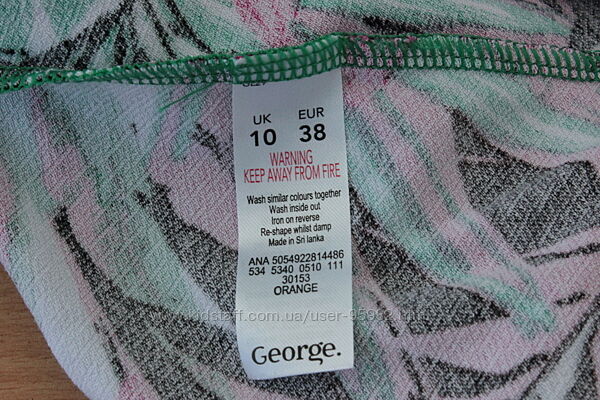 UK EUR
10 38
WARNING
KEEP AWAY FROM FIRE
Wash similar colours together
Wash inside out
Iron on reverse
Re-shape whilst damp
Made in Sri lanka
ANA 5054922814486
534 5340 0510 111
30153
ORANGE
George.